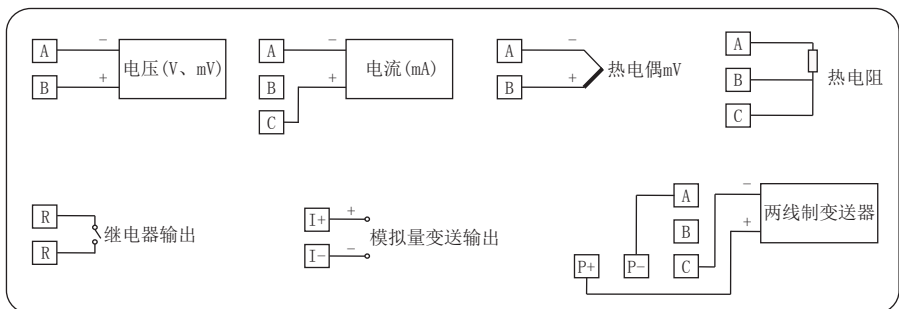 A
−
电压(V、mV)
B
+
A
−
电流(mA)
B
+
C
A
−
热电偶mV
B
+
A
B
热电阻
C
R
继电器输出
R
I+
+
模拟量变送输出
I−
−
A
−
两线制变送器
B
+
P+
P−
C